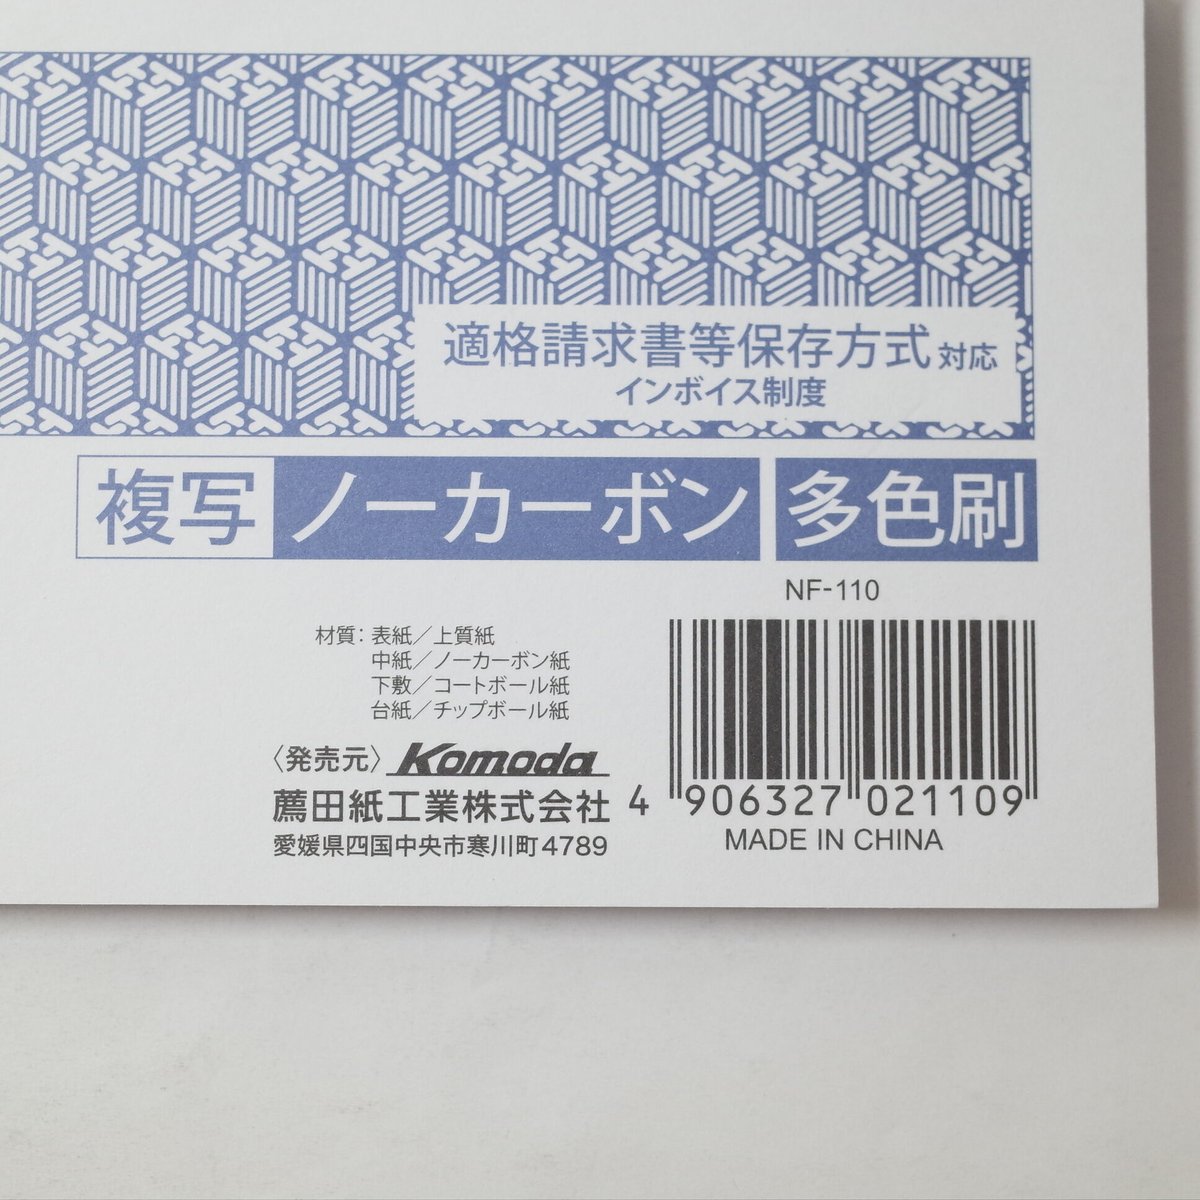 適格請求書等保存方式 対応
インボイス制度
複写 ノーカーボン 多色刷
NF-110
材質：表紙／上質紙
中紙／ノーカーボン紙
下敷／コートボール紙
台紙／チップボール紙
〈発売元〉 Komoda
薦田紙工業株式会社
愛媛県四国中央市寒川町4789
4 906327 021109
MADE IN CHINA